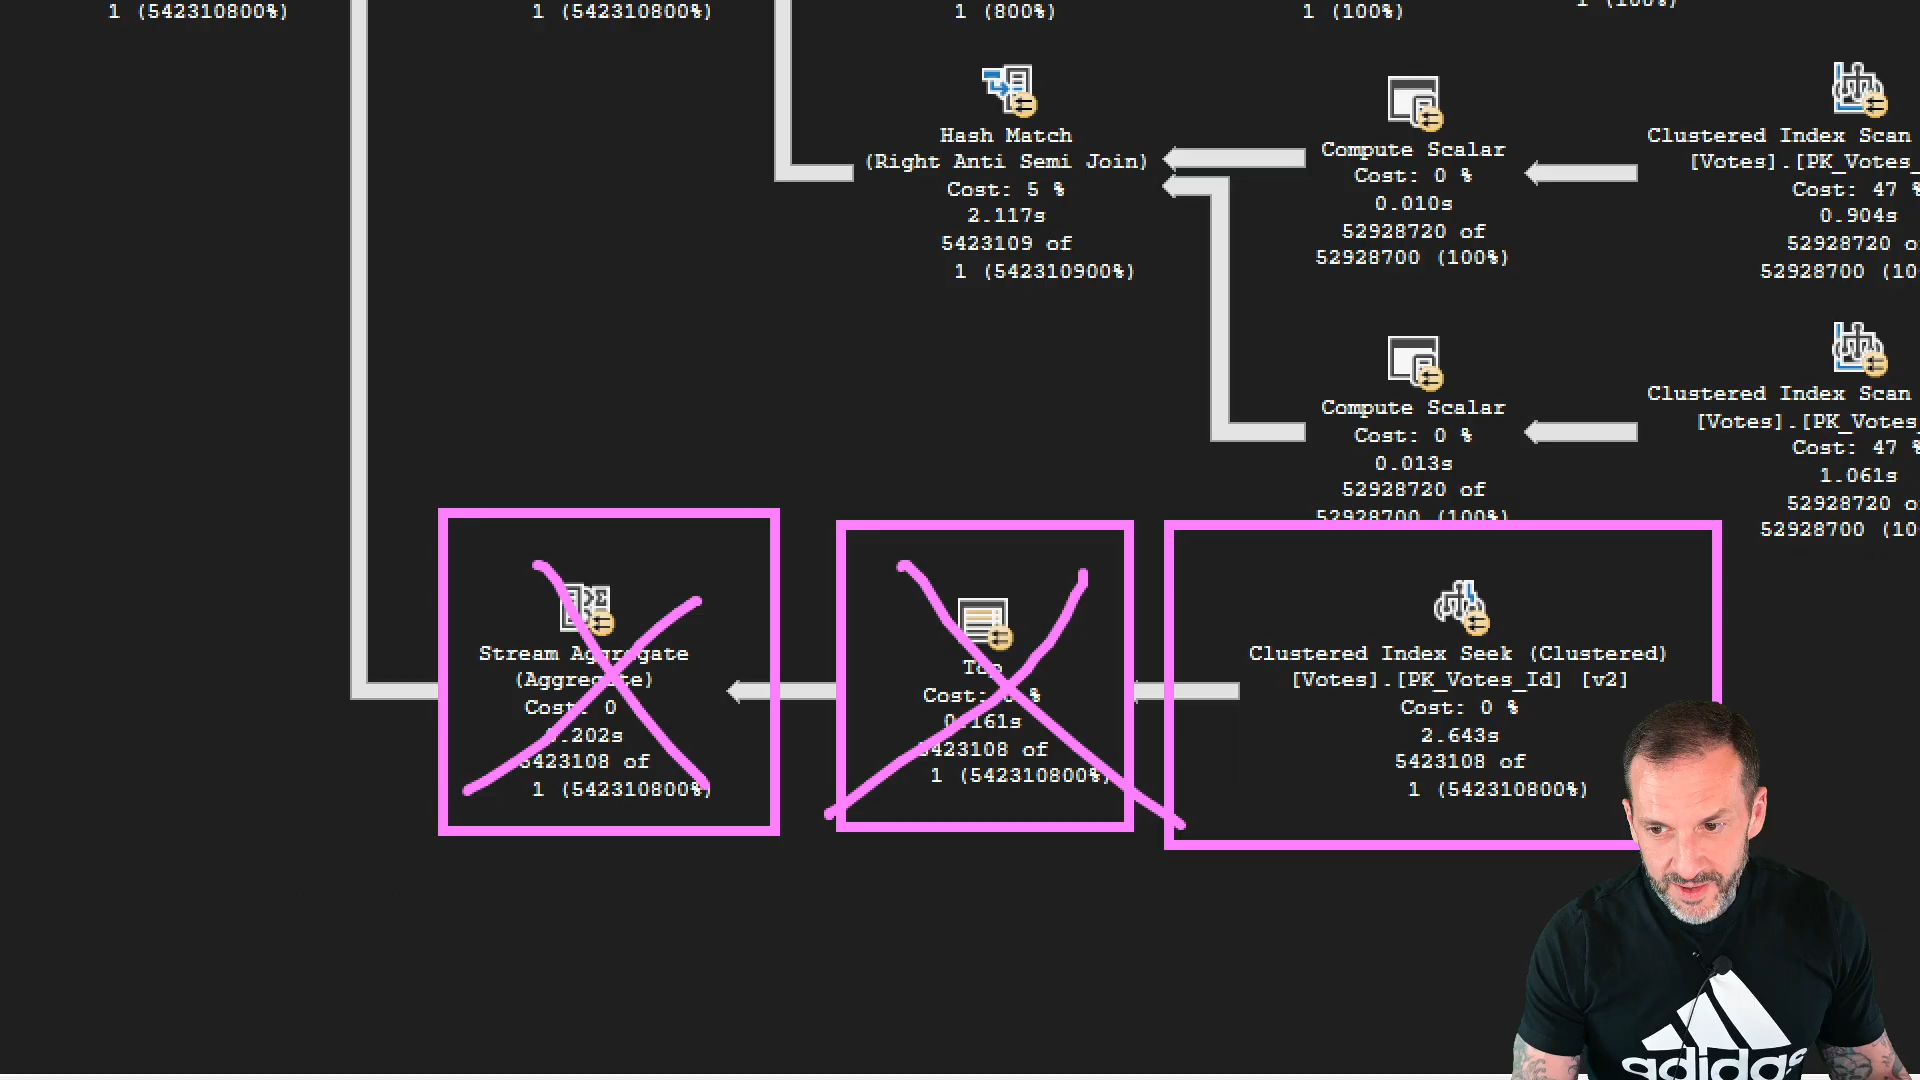 1 (542310800%)
1 (542310800%)
1 (800%)
1 (100%)
Hash Match
(Right Anti Semi Join)
Cost: 5 %
2.117s
5423109 of
1 (542310900%)
Compute Scalar
Cost: 0 %
0.010s
52928720 of
52928700 (100%)
Clustered Index Scan
[Votes].[PK_Votes_
Cost: 47 %
0.904s
52928720 o
52928700 (10
Compute Scalar
Cost: 0 %
0.013s
52928720 of
52928700 (100%)
Clustered Index Scan
[Votes].[PK_Votes_
Cost: 47 %
1.061s
52928720 o
52928700 (10
Stream Aggregate
(Aggregate)
Cost: 0
.202s
5423108 of
1 (542310800%)
Top
Cost: %
0.161s
5423108 of
1 (542310800%)
Clustered Index Seek (Clustered)
[Votes].[PK_Votes_Id] [v2]
Cost: 0 %
2.643s
5423108 of
1 (542310800%)
adidas